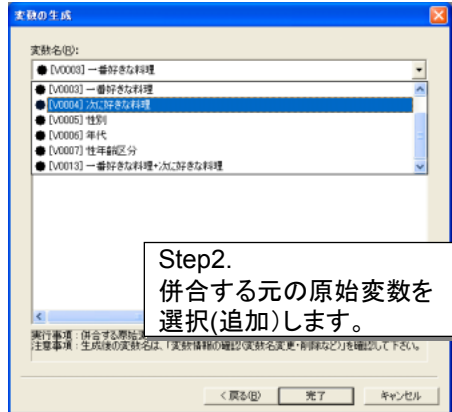 変数の生成
変数名(B):
[V0003] 一番好きな料理
[V0003] 一番好きな料理
[V0004] 次に好きな料理
[V0005] 性別
[V0006] 年代
[V0007] 性年齢区分
[V0013] 一番好きな料理+次に好きな料理
Step2.
併合する元の原始変数を
選択(追加)します。
実行事項 : 併合する原始変
注意事項 : 生成後の変数名は、「変数情報の確認(変数名変更・削除など)」を確認して下さい。
< 戻る(B)
完了
キャンセル